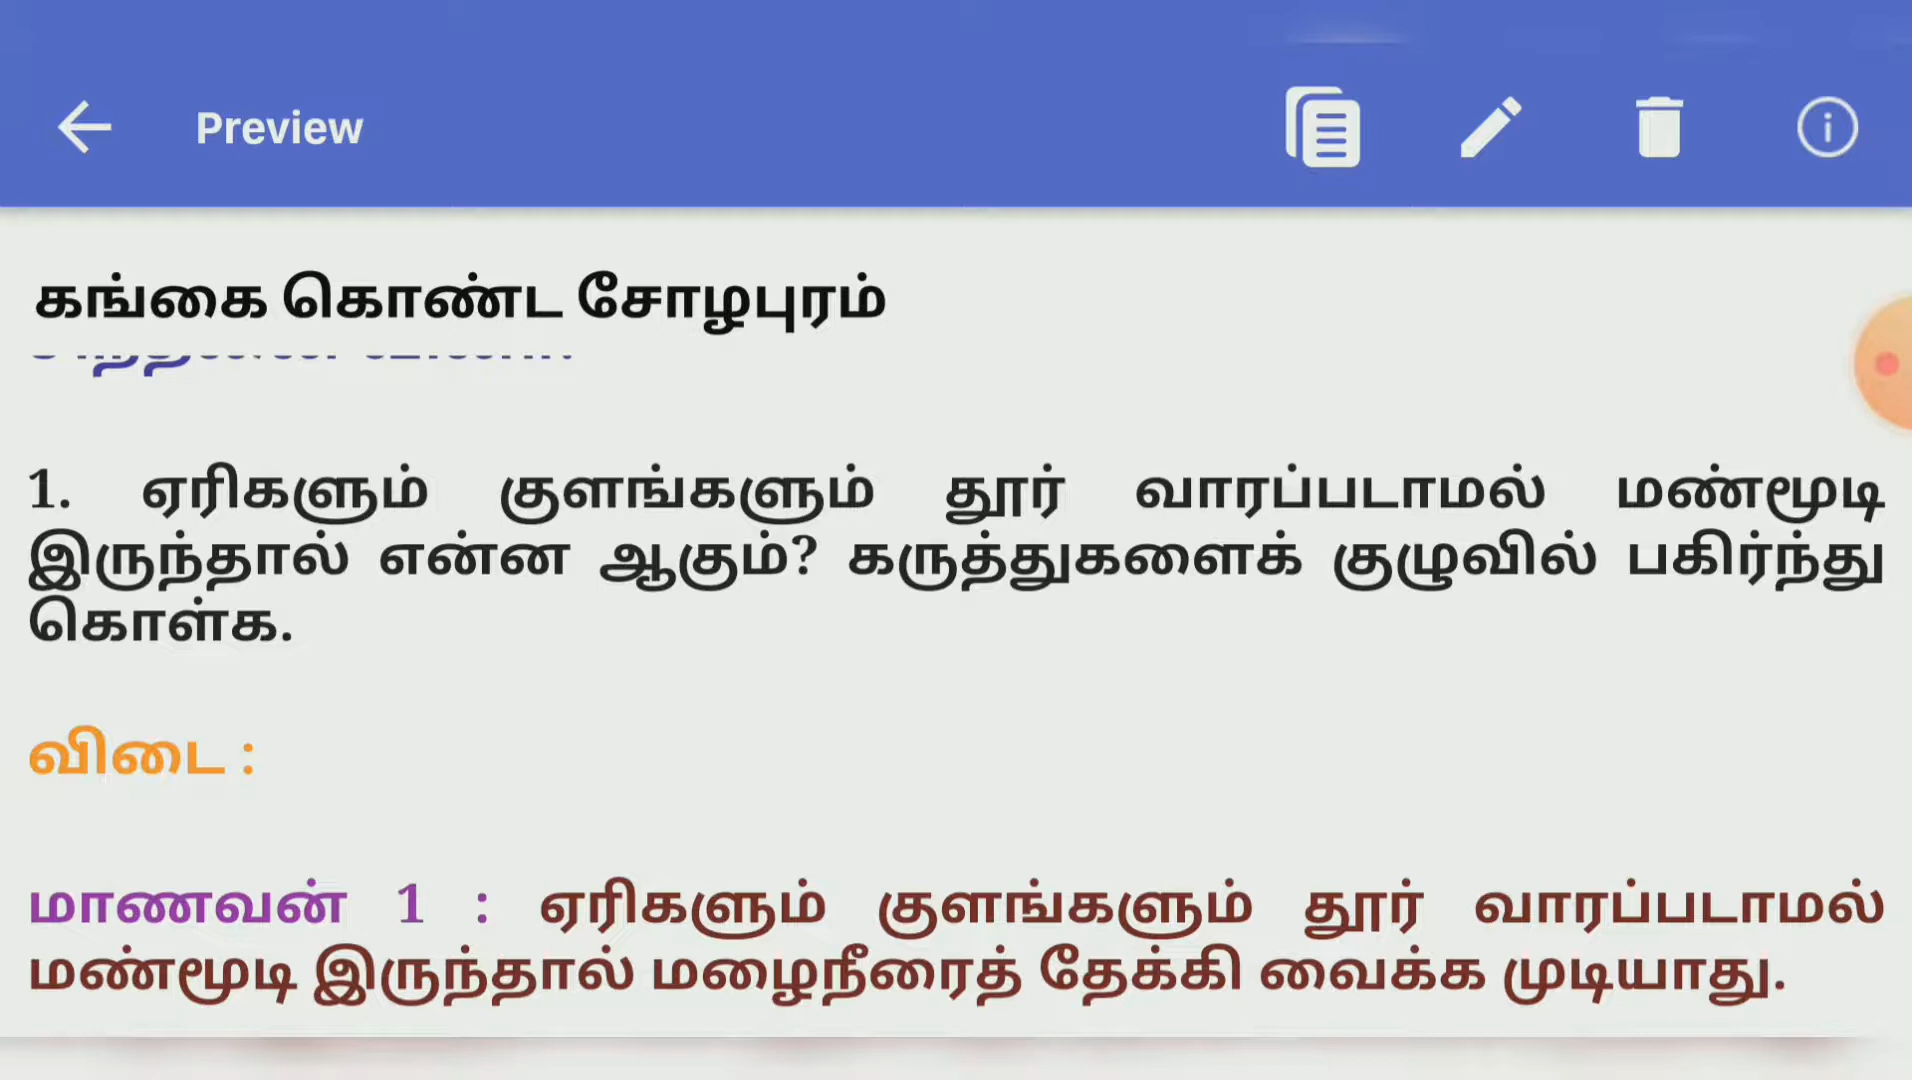 Preview
கங்கை கொண்ட சோழபுரம்
1. ஏரிகளும் குளங்களும் தூர் வாரப்படாமல் மண்மூடி
இருந்தால் என்ன ஆகும்? கருத்துகளைக் குழுவில் பகிர்ந்து
கொள்க.
விடை :
மாணவன் 1 : ஏரிகளும் குளங்களும் தூர் வாரப்படாமல்
மண்மூடி இருந்தால் மழைநீரைத் தேக்கி வைக்க முடியாது.